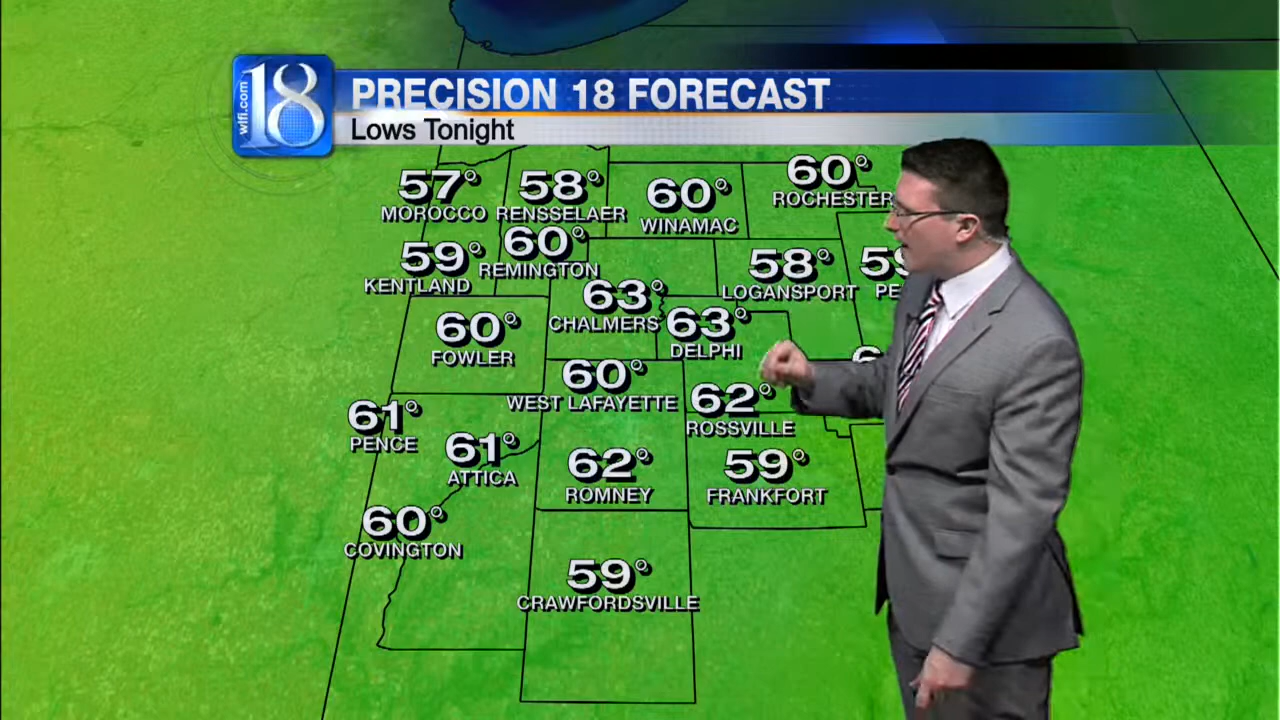 wlfi.com
18
PRECISION 18 FORECAST
Lows Tonight
57°
MOROCCO
58°
RENSSELAER
60°
WINAMAC
60°
ROCHESTER
59°
KENTLAND
60°
REMINGTON
63°
CHALMERS
58°
LOGANSPORT
59
PE
60°
FOWLER
63°
DELPHI
60°
WEST LAFAYETTE
62°
ROSSVILLE
61°
PENCE
61°
ATTICA
62°
ROMNEY
59°
FRANKFORT
60°
COVINGTON
59°
CRAWFORDSVILLE